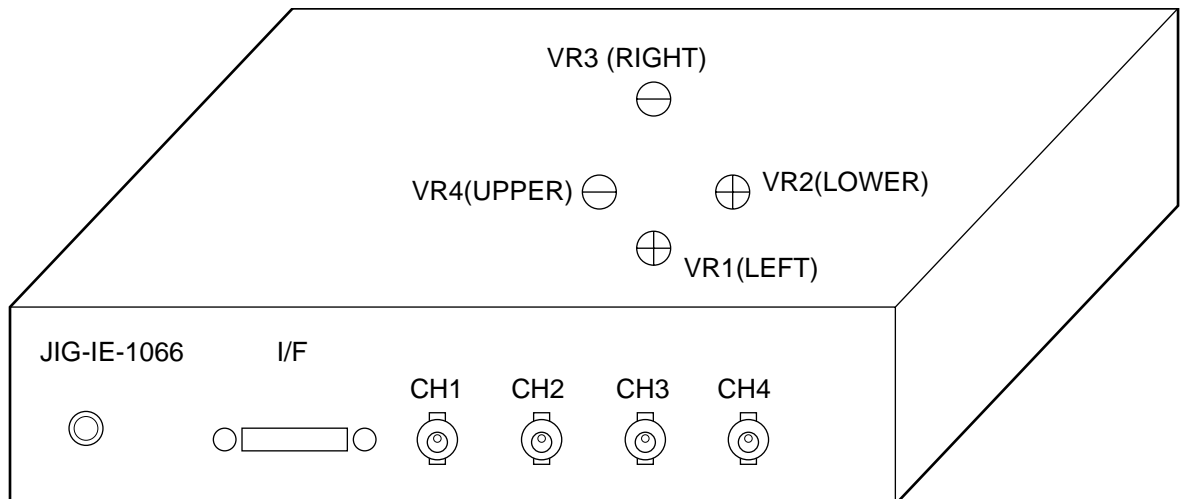 VR3 (RIGHT)
VR4(UPPER)
VR2(LOWER)
VR1(LEFT)
JIG-IE-1066
I/F
CH1
CH2
CH3
CH4